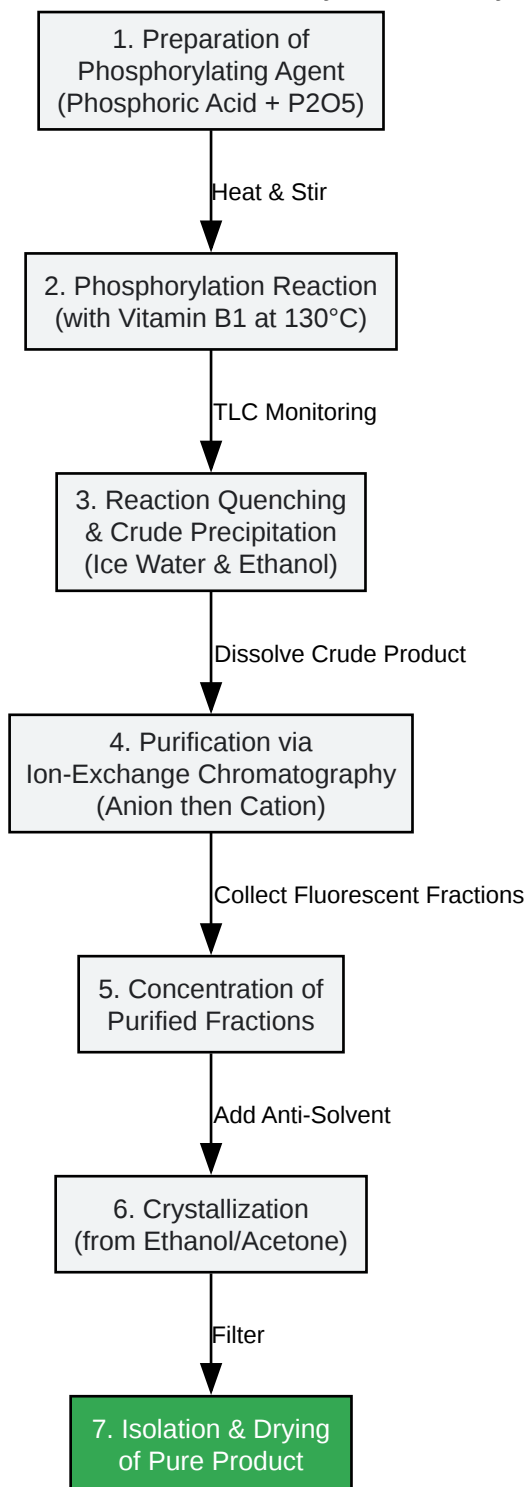 1. Preparation of
Phosphorylating Agent
(Phosphoric Acid + P2O5)
Heat & Stir
2. Phosphorylation Reaction
(with Vitamin B1 at 130°C)
TLC Monitoring
3. Reaction Quenching
& Crude Precipitation
(Ice Water & Ethanol)
Dissolve Crude Product
4. Purification via
Ion-Exchange Chromatography
(Anion then Cation)
Collect Fluorescent Fractions
5. Concentration of
Purified Fractions
Add Anti-Solvent
6. Crystallization
(from Ethanol/Acetone)
Filter
7. Isolation & Drying
of Pure Product